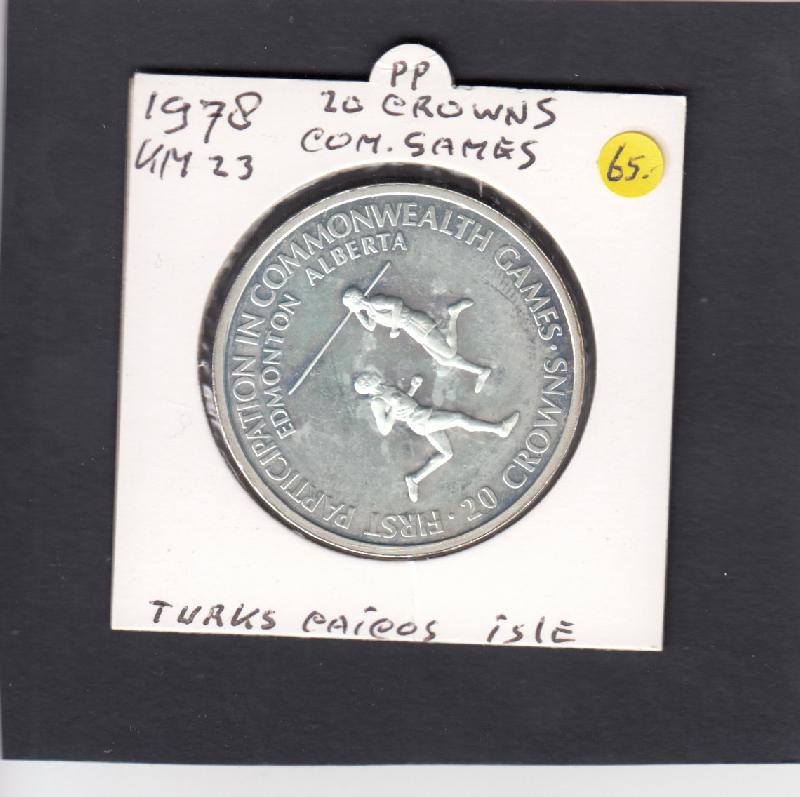 PP
1978 20 CROWNS
KM 23 COM. GAMES
65.-
FIRST PARTICIPATION IN COMMONWEALTH GAMES · 20 CROWNS ·
EDMONTON ALBERTA
TURKS CAICOS ISLE